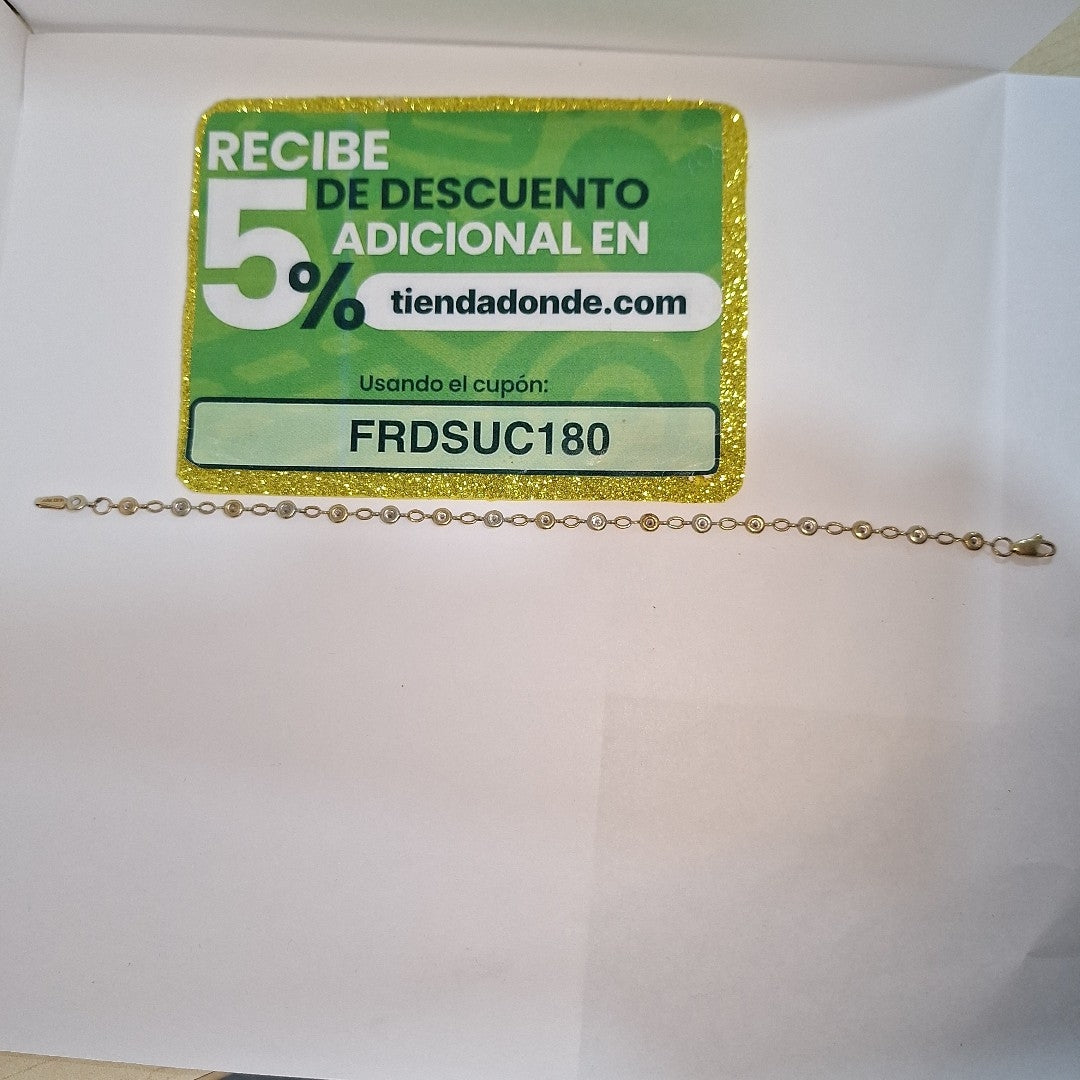 RECIBE
5% DE DESCUENTO
ADICIONAL EN
tiendadonde.com
Usando el cupón:
FRDSUC180